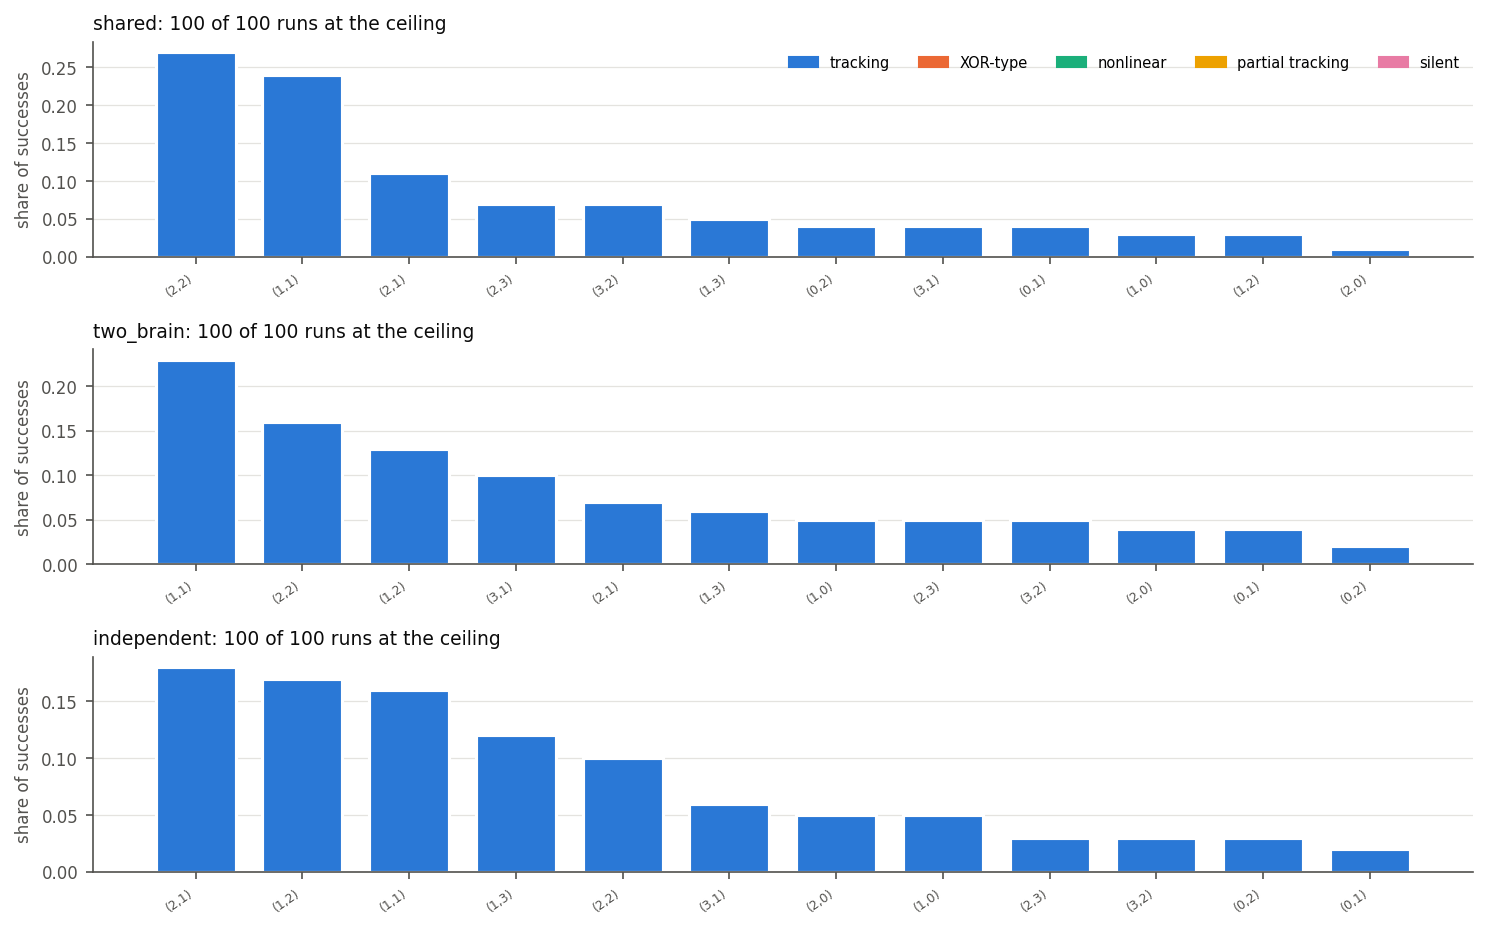 shared: 100 of 100 runs at the ceiling
tracking XOR-type nonlinear partial tracking silent
share of successes
0.25
0.20
0.15
0.10
0.05
0.00
(2,2) (1,1) (2,1) (2,3) (3,2) (1,3) (0,2) (3,1) (0,1) (1,0) (1,2) (2,0)
two_brain: 100 of 100 runs at the ceiling
share of successes
0.20
0.15
0.10
0.05
0.00
(1,1) (2,2) (1,2) (3,1) (2,1) (1,3) (1,0) (2,3) (3,2) (2,0) (0,1) (0,2)
independent: 100 of 100 runs at the ceiling
share of successes
0.15
0.10
0.05
0.00
(2,1) (1,2) (1,1) (1,3) (2,2) (3,1) (2,0) (1,0) (2,3) (3,2) (0,2) (0,1)